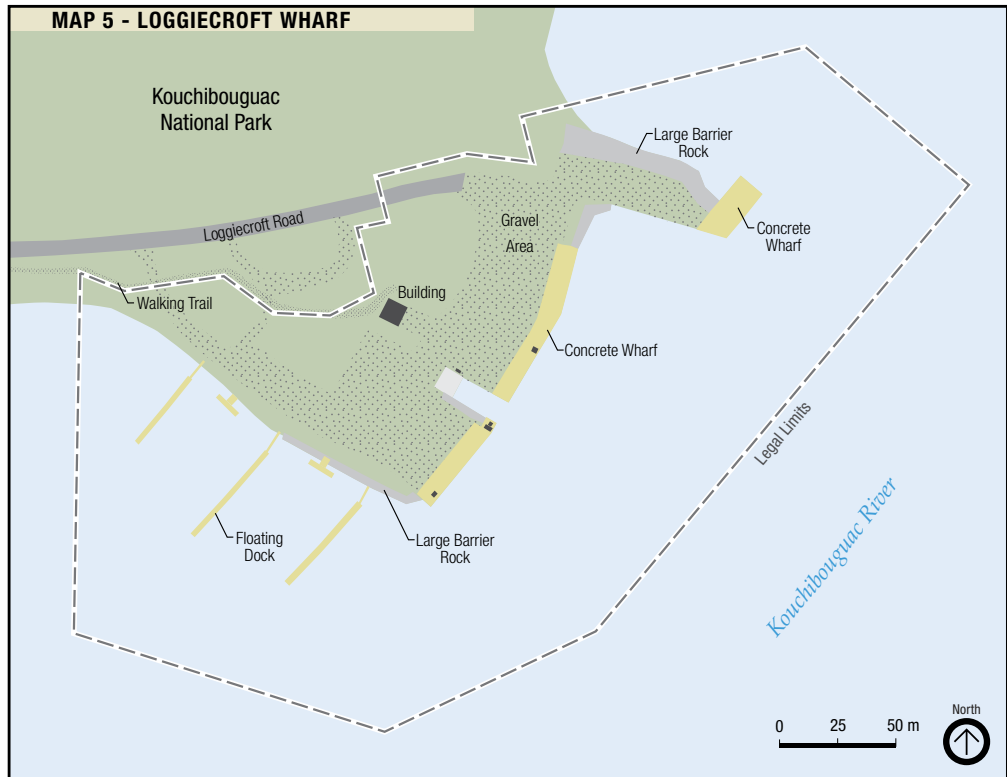 MAP 5 - LOGGIECROFT WHARF
Kouchibouguac
National Park
Large Barrier
Rock
Loggiecroft Road
Gravel
Area
Concrete
Wharf
Walking Trail
Building
Concrete Wharf
Legal Limits
Floating
Dock
Large Barrier
Rock
Kouchibouguac River
North
0 25 50 m